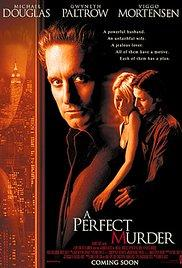 MICHAEL DOUGLAS
GWYNETH PALTROW
VIGGO MORTENSEN
A powerful husband.
An unfaithful wife.
A jealous lover.
All of them have a motive.
Each of them has a plan.
A PERFECT MURDER
COMING SOON